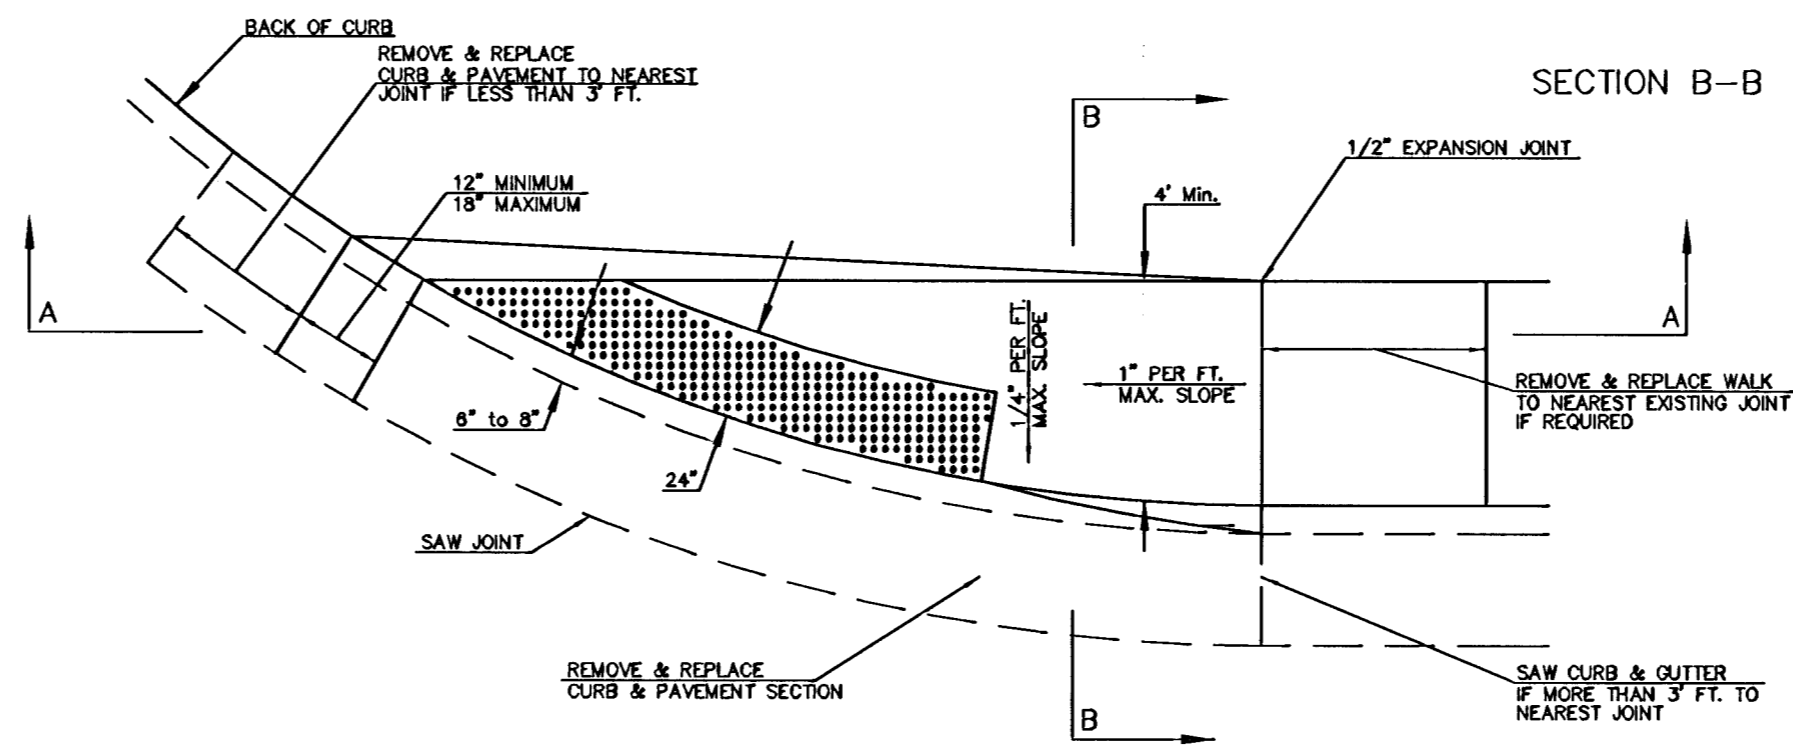 BACK OF CURB
REMOVE & REPLACE
CURB & PAVEMENT TO NEAREST
JOINT IF LESS THAN 3' FT.
SECTION B-B
B
1/2" EXPANSION JOINT
12" MINIMUM
18" MAXIMUM
4' Min.
A
A
1/4" PER FT.
MAX. SLOPE
1" PER FT.
MAX. SLOPE
REMOVE & REPLACE WALK
TO NEAREST EXISTING JOINT
IF REQUIRED
6" to 8"
24"
SAW JOINT
REMOVE & REPLACE
CURB & PAVEMENT SECTION
SAW CURB & GUTTER
IF MORE THAN 3' FT. TO
NEAREST JOINT
B